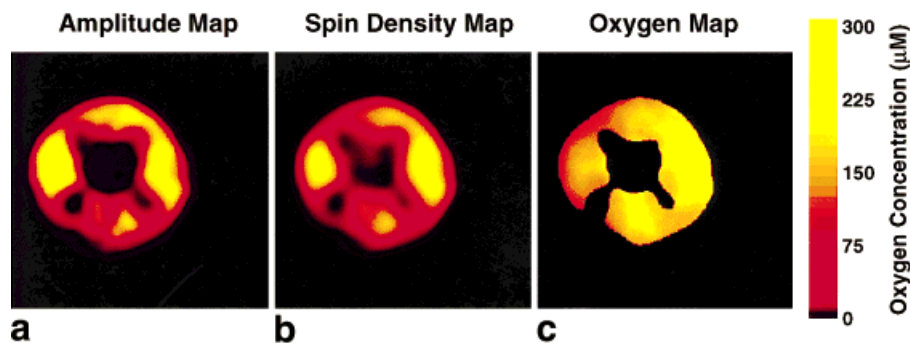 Amplitude Map
Spin Density Map
Oxygen Map
a
b
c
300
225
150
75
0
Oxygen Concentration (μM)